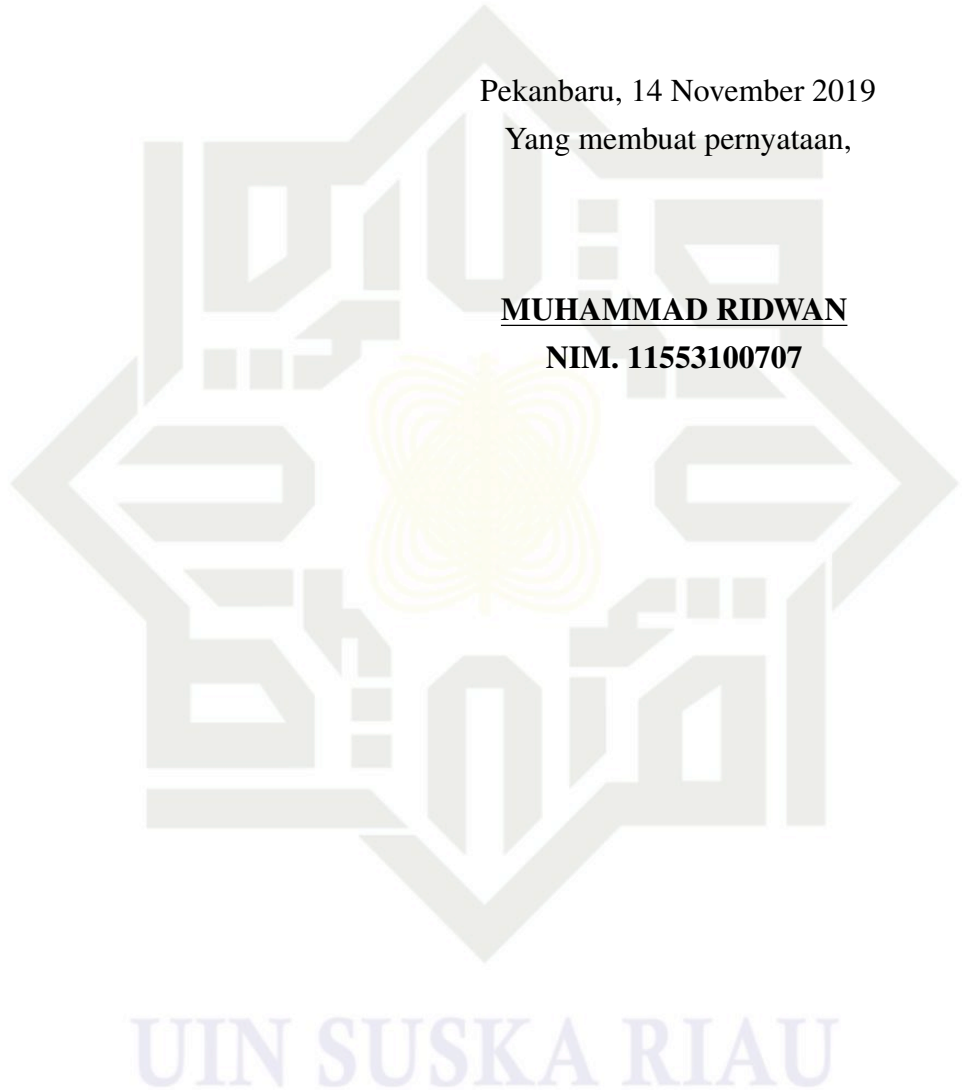 Pekanbaru, 14 November 2019
Yang membuat pernyataan,
MUHAMMAD RIDWAN
NIM. 11553100707
UIN SUSKA RIAU